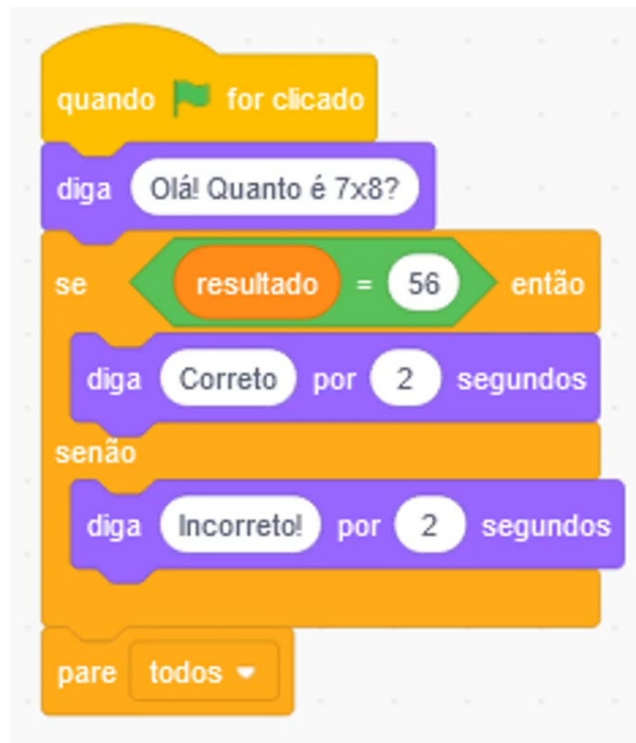 quando for clicado
diga Olá! Quanto é 7x8?
se resultado = 56 então
diga Correto por 2 segundos
senão
diga Incorreto! por 2 segundos
pare todos